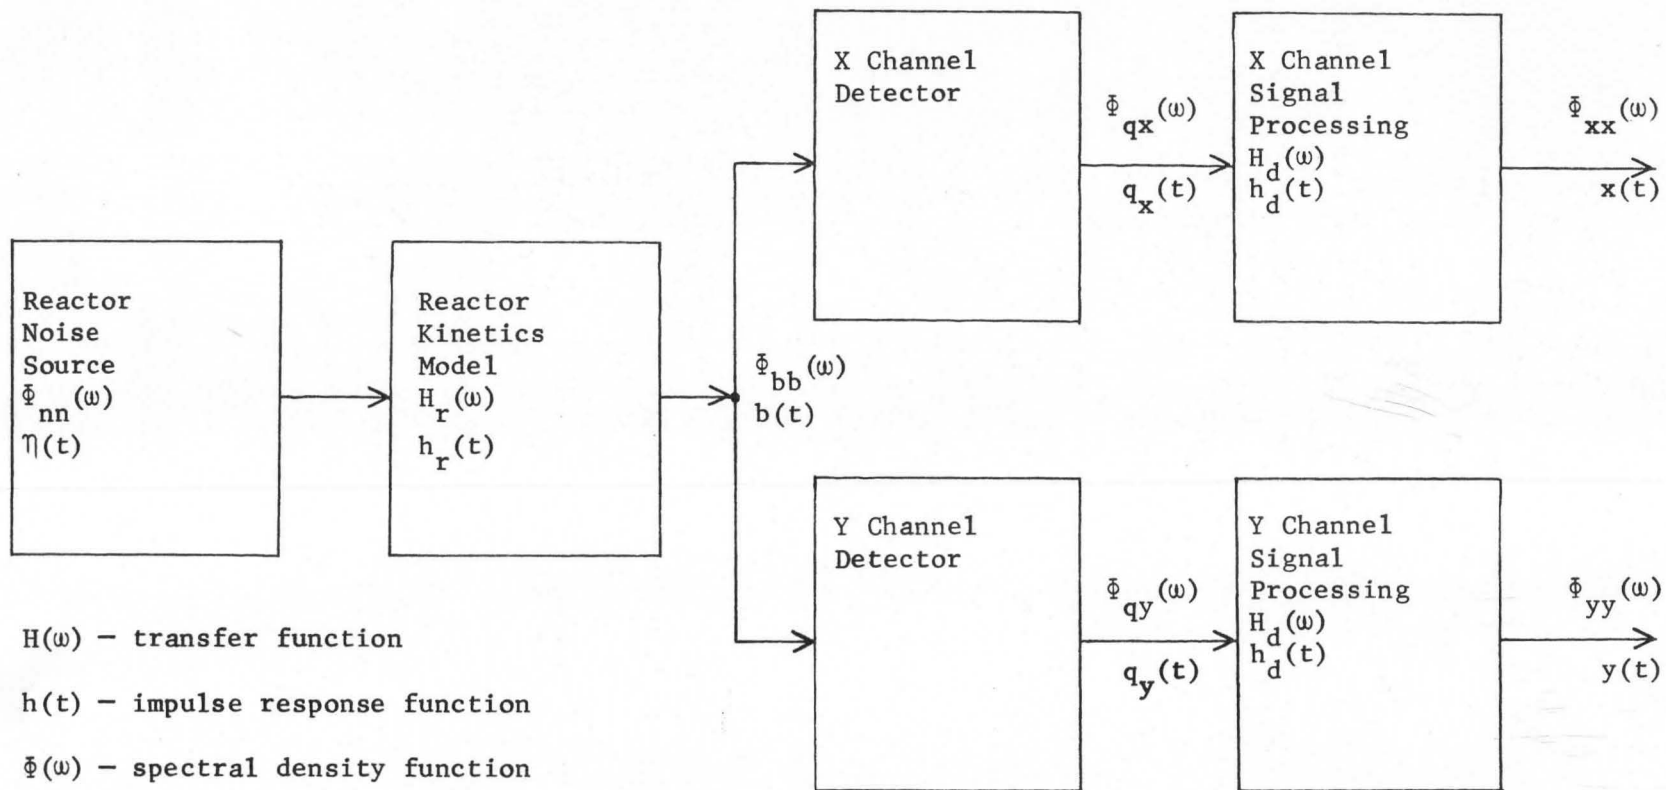 Reactor
Noise
Source
Φnn(ω)
η(t)
Reactor
Kinetics
Model
Hr(ω)
hr(t)
Φbb(ω)
b(t)
X Channel
Detector
Φqx(ω)
qx(t)
X Channel
Signal
Processing
Hd(ω)
hd(t)
Φxx(ω)
x(t)
Y Channel
Detector
Φqy(ω)
qy(t)
Y Channel
Signal
Processing
Hd(ω)
hd(t)
Φyy(ω)
y(t)
H(ω) — transfer function
h(t) — impulse response function
Φ(ω) — spectral density function